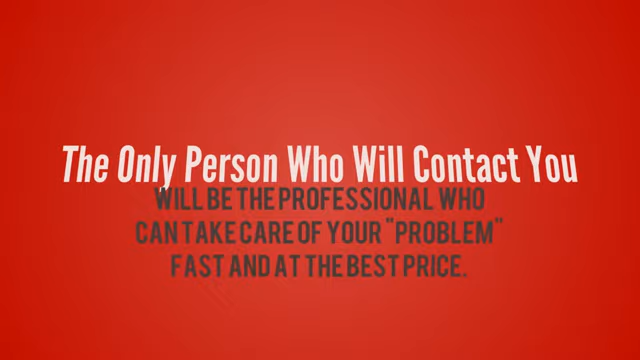 The Only Person Who Will Contact You
WILL BE THE PROFESSIONAL WHO
CAN TAKE CARE OF YOUR "PROBLEM"
FAST AND AT THE BEST PRICE.